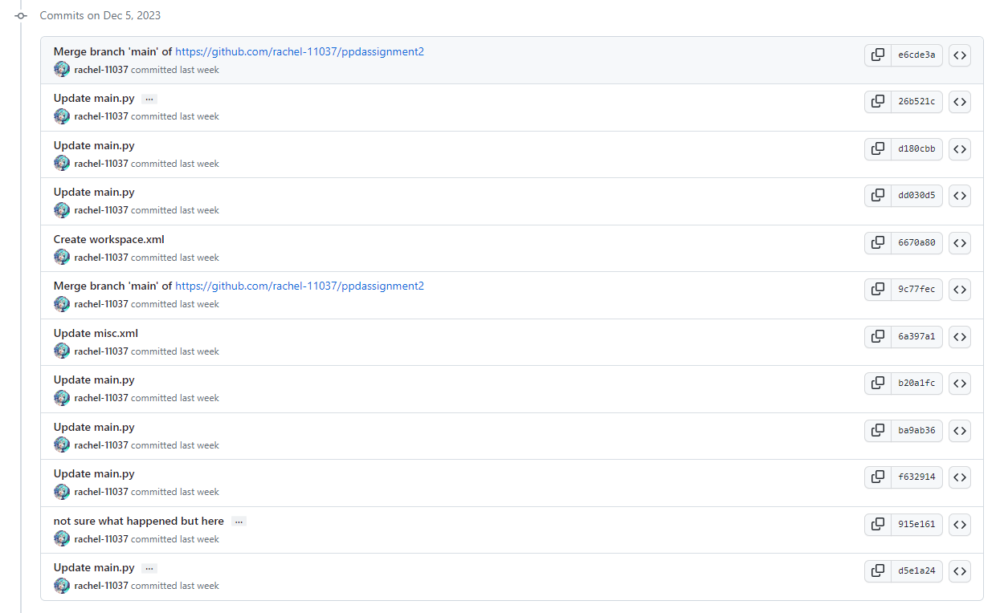 Commits on Dec 5, 2023
Merge branch 'main' of https://github.com/rachel-11037/ppdassignment2
rachel-11037 committed last week
e6cde3a
Update main.py ...
rachel-11037 committed last week
26b521c
Update main.py
rachel-11037 committed last week
d180cbb
Update main.py
rachel-11037 committed last week
dd030d5
Create workspace.xml
rachel-11037 committed last week
6670a80
Merge branch 'main' of https://github.com/rachel-11037/ppdassignment2
rachel-11037 committed last week
9c77fec
Update misc.xml
rachel-11037 committed last week
6a397a1
Update main.py
rachel-11037 committed last week
b20a1fc
Update main.py
rachel-11037 committed last week
ba9ab36
Update main.py
rachel-11037 committed last week
f632914
not sure what happened but here ...
rachel-11037 committed last week
915e161
Update main.py ...
rachel-11037 committed last week
d5e1a24